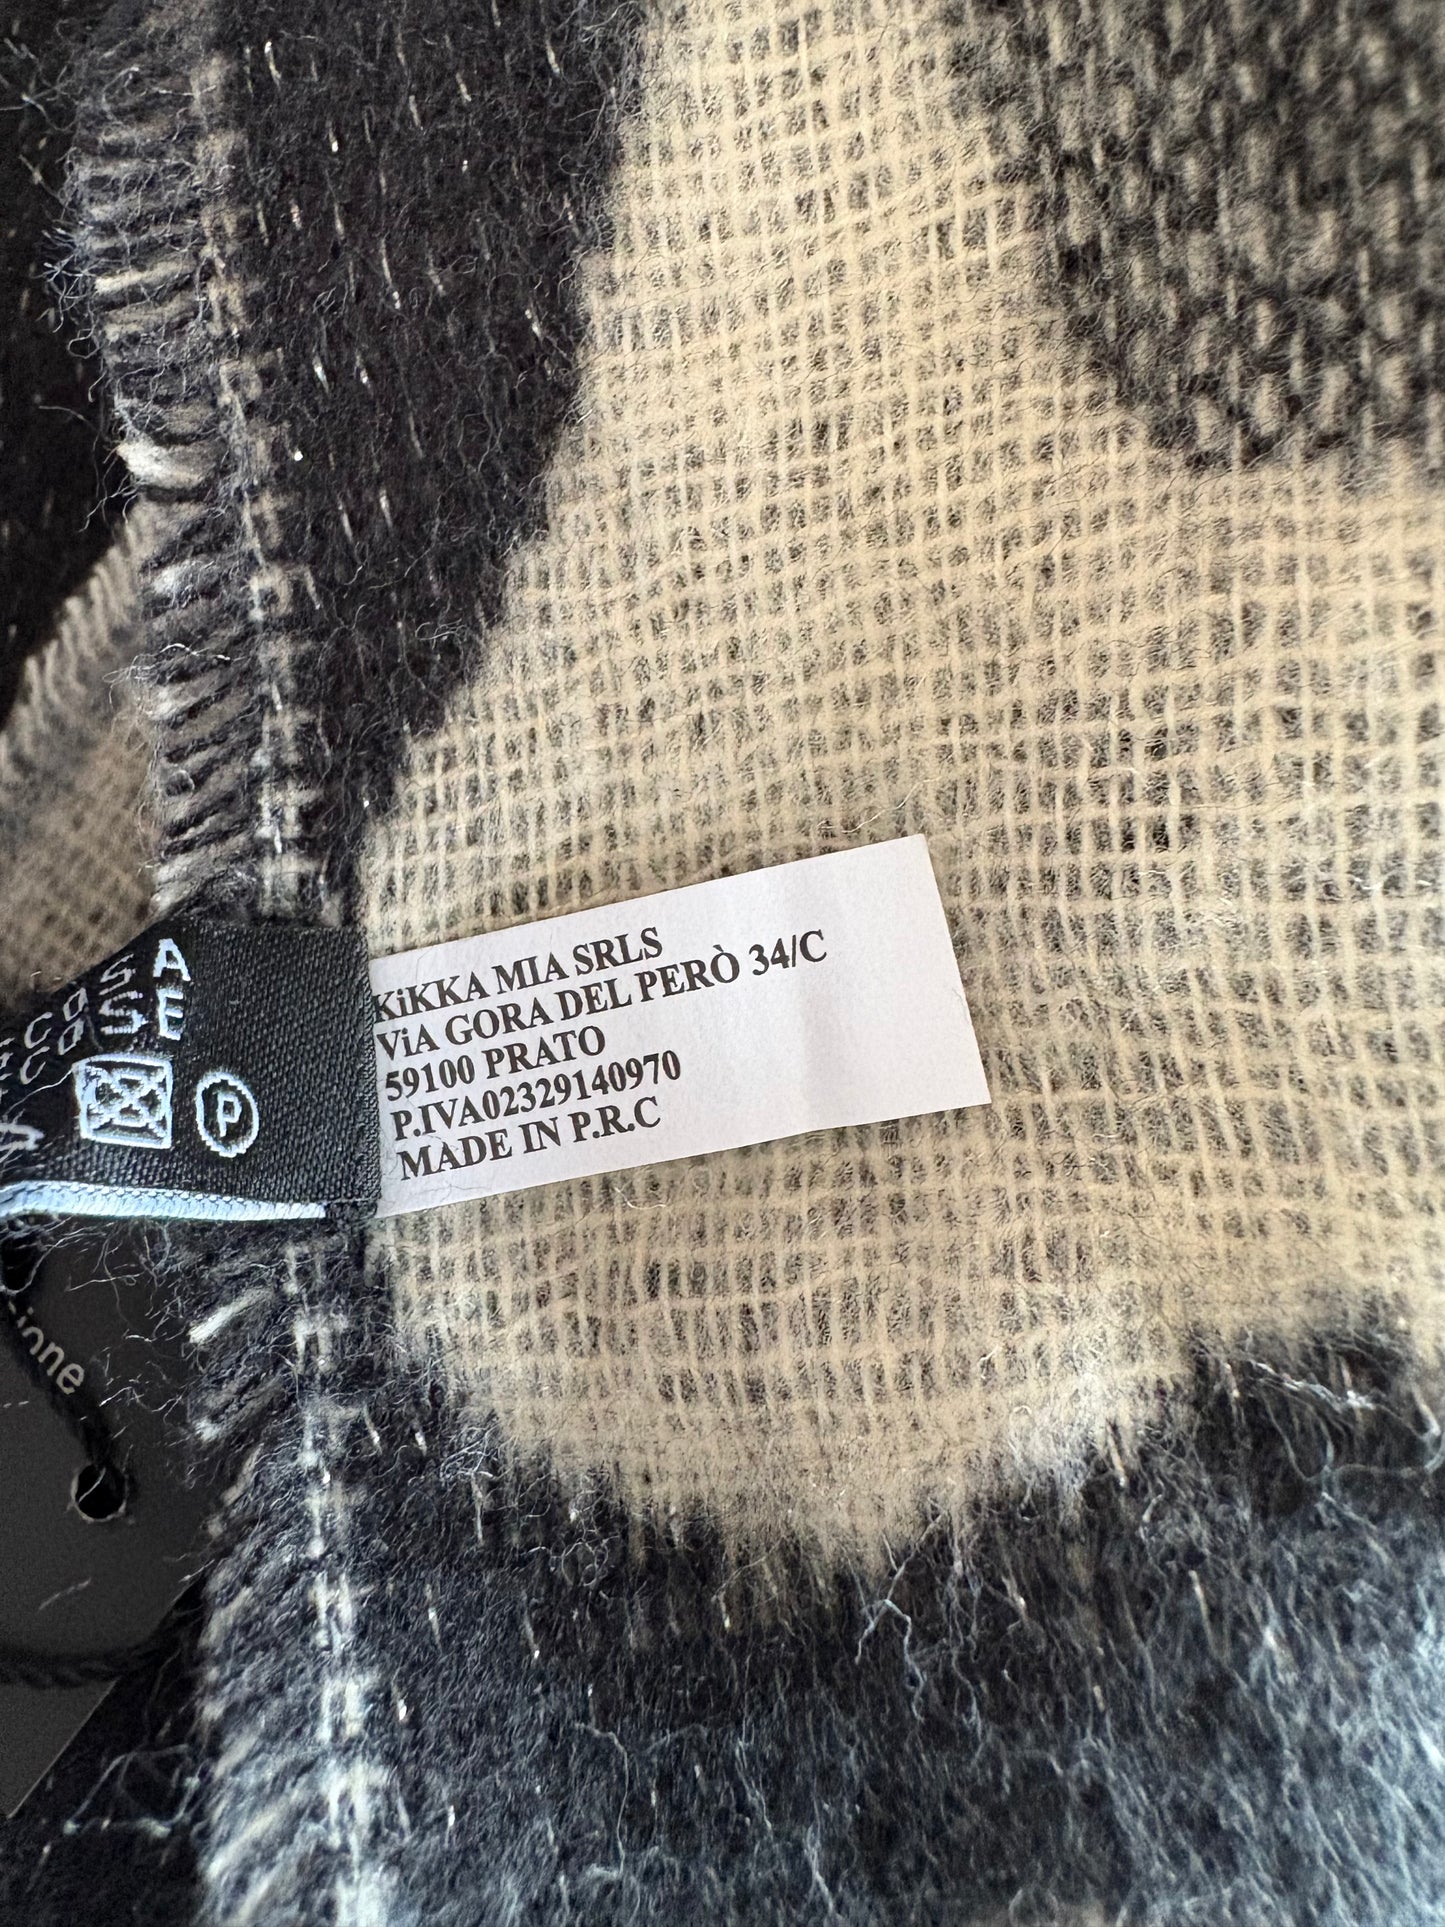 KiKKA MIA SRLS
ViA GORA DEL PERÒ 34/C
59100 PRATO
P.IVA02329140970
MADE IN P.R.C
P